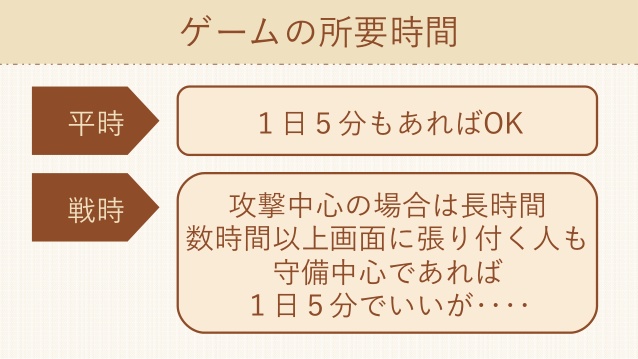 ゲームの所要時間
平時
１日５分もあればOK
戦時
攻撃中心の場合は長時間
数時間以上画面に張り付く人も
守備中心であれば
１日５分でいいが････